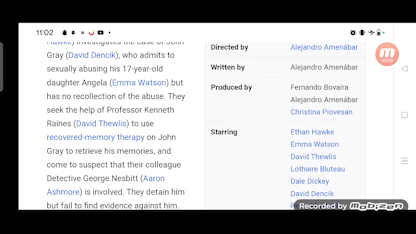 11:02
Hawke) investigates the case of John
Gray (David Dencik), who admits to
sexually abusing his 17-year-old
daughter Angela (Emma Watson) but
has no recollection of the abuse. They
seek the help of Professor Kenneth
Raines (David Thewlis) to use
recovered-memory therapy on John
Gray to retrieve his memories, and
come to suspect that their colleague
Detective George Nesbitt (Aaron
Ashmore) is involved. They detain him
but fail to find evidence against him.
Directed by Alejandro Amenábar
Written by Alejandro Amenábar
Produced by Fernando Bovaira
Alejandro Amenábar
Christina Piovesan
Starring Ethan Hawke
Emma Watson
David Thewlis
Lothaire Bluteau
Dale Dickey
David Dencik
Recorded by Mobizen